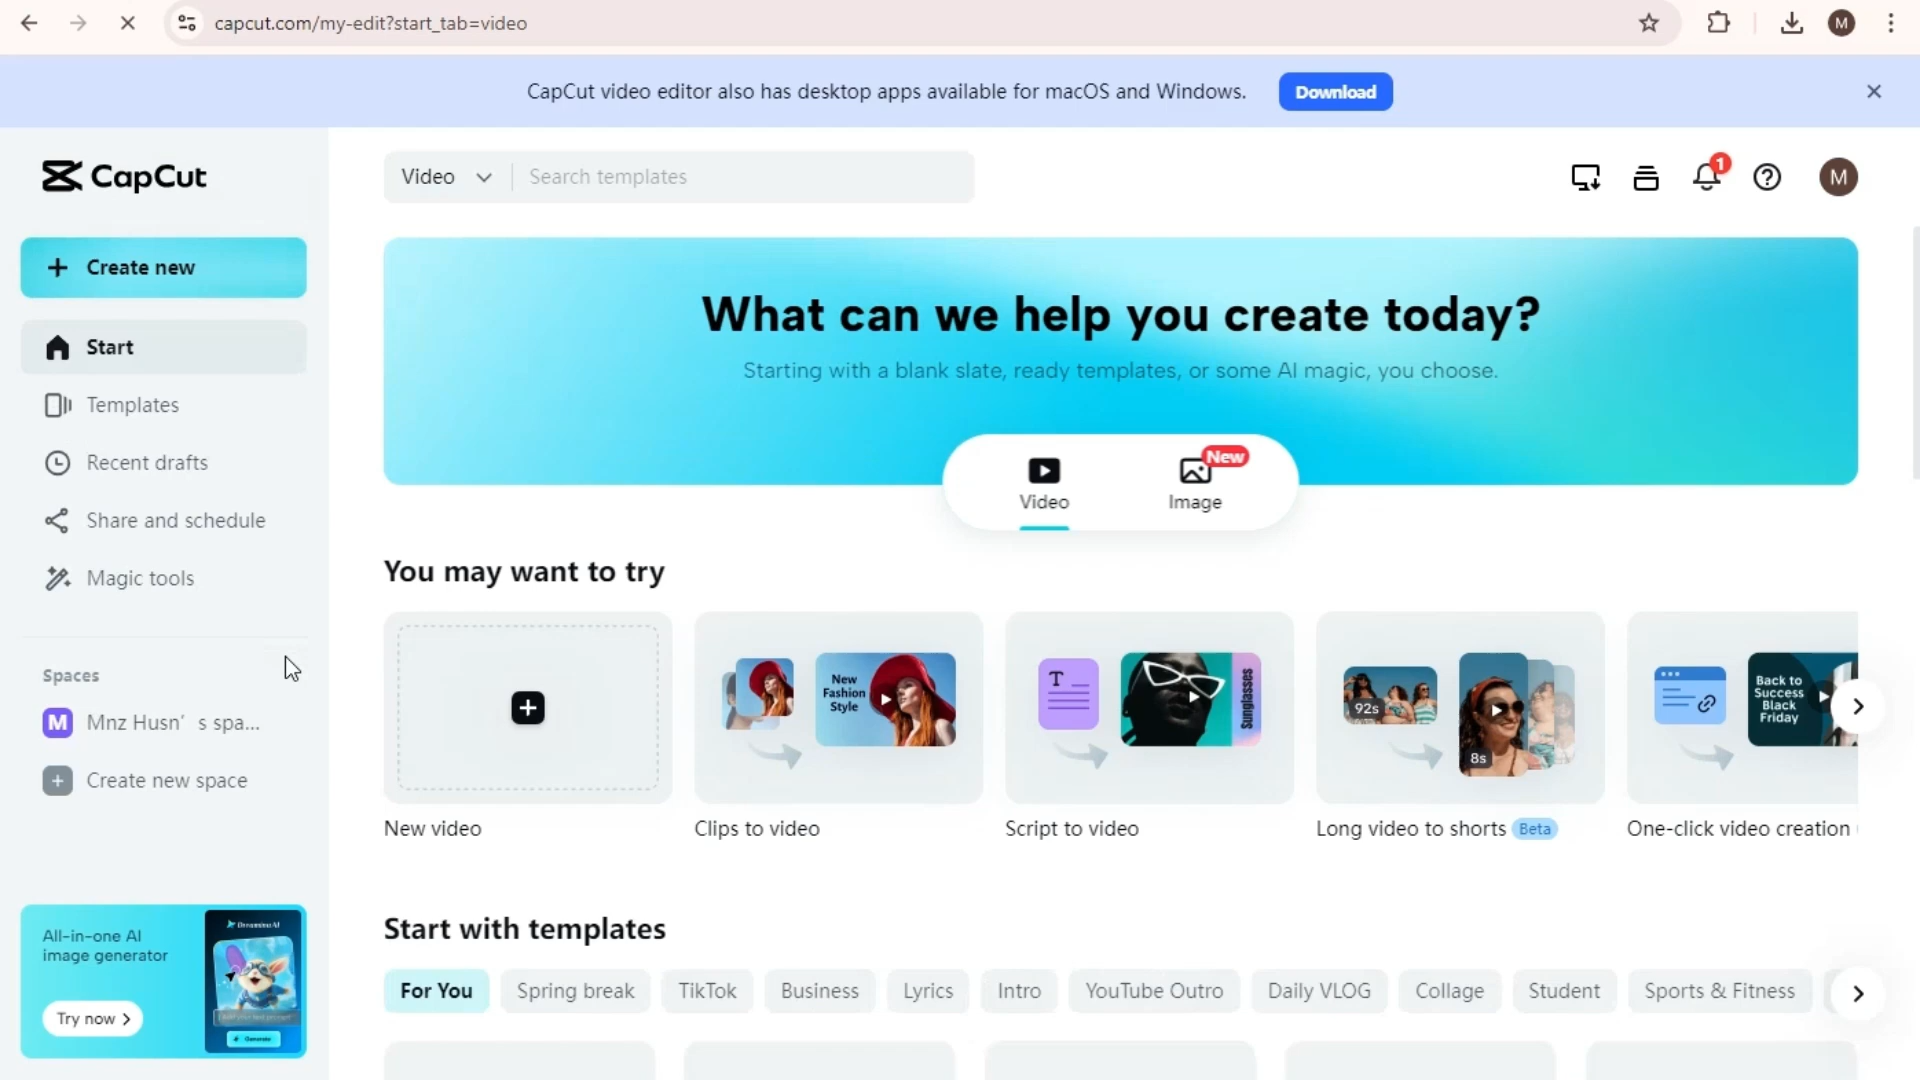 capcut.com/my-edit?start_tab=video
M
CapCut video editor also has desktop apps available for macOS and Windows.
Download
CapCut
Video
Search templates
1
M
Create new
Start
Templates
Recent drafts
Share and schedule
Magic tools
Spaces
M
Mnz Husn’s spa...
Create new space
All-in-one AI
image generator
Try now
Dreamina AI
Generate
What can we help you create today?
Starting with a blank slate, ready templates, or some AI magic, you choose.
Video
Image
New
You may want to try
New
Fashion
Style
T
Sunglasses
92s
8s
Back to
Success
Black
Friday
New video
Clips to video
Script to video
Long video to shorts Beta
One-click video creation
Start with templates
For You
Spring break
TikTok
Business
Lyrics
Intro
YouTube Outro
Daily VLOG
Collage
Student
Sports & Fitness